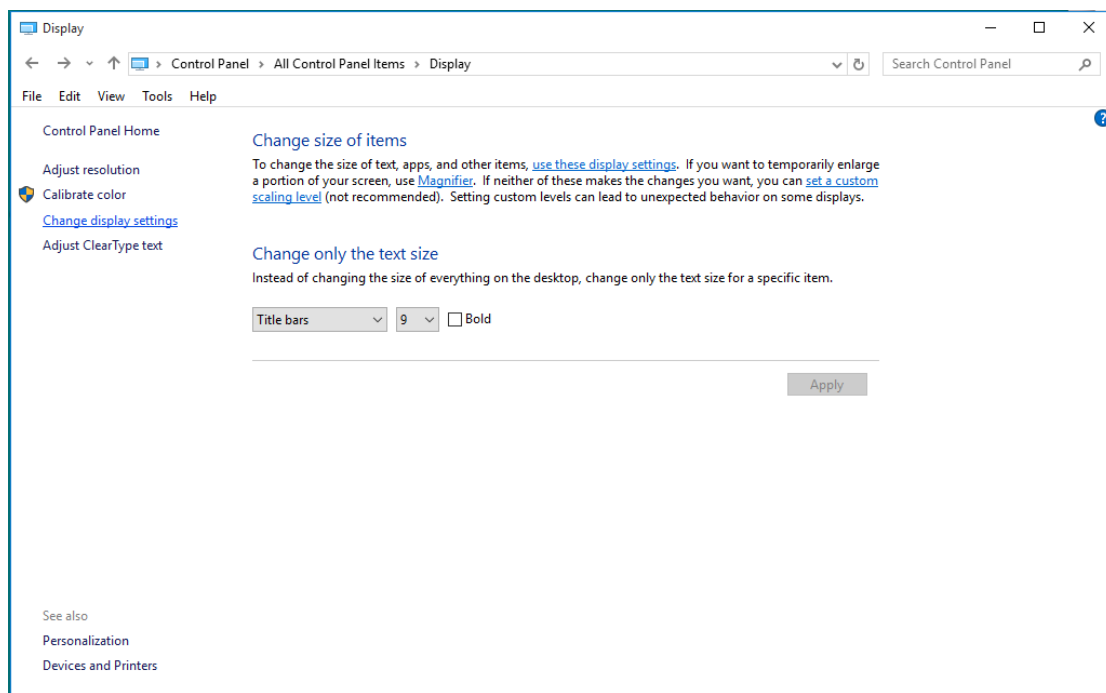 Display
Control Panel > All Control Panel Items > Display
Search Control Panel
File Edit View Tools Help
Control Panel Home
Adjust resolution
Calibrate color
Change display settings
Adjust ClearType text
Change size of items
To change the size of text, apps, and other items, use these display settings. If you want to temporarily enlarge
a portion of your screen, use Magnifier. If neither of these makes the changes you want, you can set a custom
scaling level (not recommended). Setting custom levels can lead to unexpected behavior on some displays.
Change only the text size
Instead of changing the size of everything on the desktop, change only the text size for a specific item.
Title bars 9 Bold
Apply
See also
Personalization
Devices and Printers